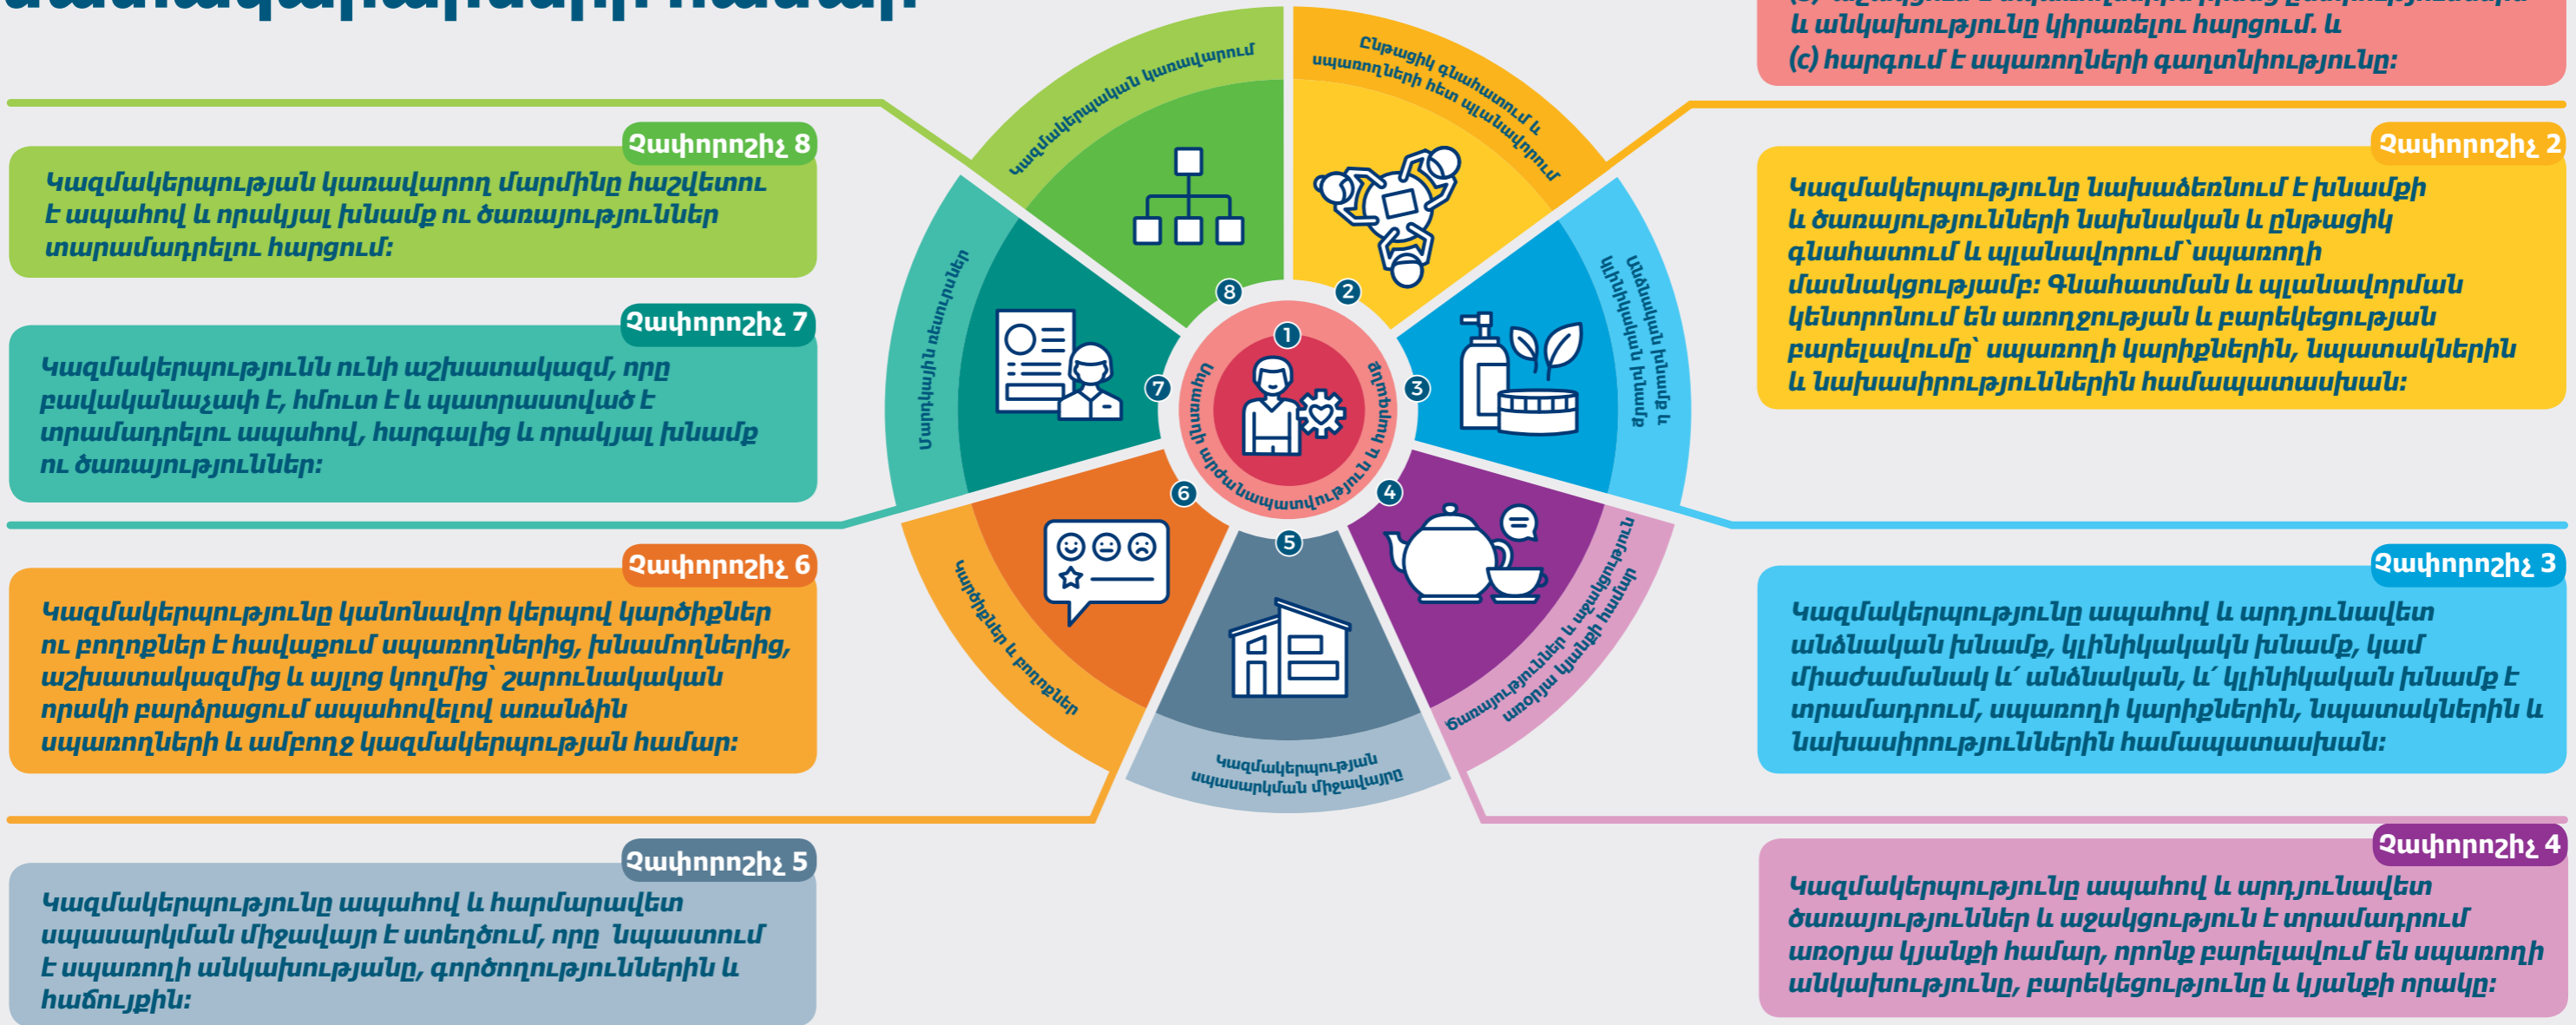 և անկախությունը կիրառելու հարցում. և
(c) հարգում է սպառողների գաղտնիությունը:
Չափորոշիչ 8
Կազմակերպության կառավարող մարմինը հաշվետու
է ապահով և որակյալ խնամք ու ծառայություններ
տարամադրելու հարցում:
Չափորոշիչ 7
Կազմակերպությունն ունի աշխատակազմ, որը
բավականաչափ է, հմուտ է և պատրաստված է
տրամադրելու ապահով, հարգալից և որակյալ խնամք
ու ծառայություններ:
Չափորոշիչ 6
Կազմակերպությունը կանոնավոր կերպով կարծիքներ
ու բողոքներ է հավաքում սպառողներից, խնամողներից,
աշխատակազմից և այլոց կողմից՝ շարունակական
որակի բարձրացում ապահովելով առանձին
սպառողների և ամբողջ կազմակերպության համար:
Չափորոշիչ 5
Կազմակերպությունը ապահով և հարմարավետ
սպասարկման միջավայր է ստեղծում, որը նպաստում
է սպառողի անկախությանը, գործողություններին և
հաճույքին:
Կազմակերպչական կառավարում
Ընթացիկ գնահատում և
սպառողների հետ պլանավորում
Մարդկային ռեսուրսներ
Անձնական խնամք և
կլինիկական խնամք
8
2
1
7
3
Սպառողի արժանապատվություն և հարգանք
6
4
5
Կարծիքներ և բողոքներ
Ծառայություններ և աջակցություն
առօրյա կյանքի համար
Կազմակերպության
սպասարկման միջավայրը
Չափորոշիչ 2
Կազմակերպությունը նախաձեռնում է խնամքի
և ծառայությունների նախնական և ընթացիկ
գնահատում և պլանավորում՝սպառողի
մասնակցությամբ: Գնահատման և պլանավորման
կենտրոնում են առողջության և բարեկեցության
բարելավումը՝ սպառողի կարիքներին, նպատակներին
և նախասիրություններին համապատասխան:
Չափորոշիչ 3
Կազմակերպությունը ապահով և արդյունավետ
անձնական խնամք, կլինիկակակն խնամք, կամ
միաժամանակ և՛ անձնական, և՛ կլինիկական խնամք է
տրամադրում, սպառողի կարիքներին, նպատակներին և
նախասիրություններին համապատասխան:
Չափորոշիչ 4
Կազմակերպությունը ապահով և արդյունավետ
ծառայություններ և աջակցություն է տրամադրում
առօրյա կյանքի համար, որոնք բարելավում են սպառողի
անկախությունը, բարեկեցությունը և կյանքի որակը: